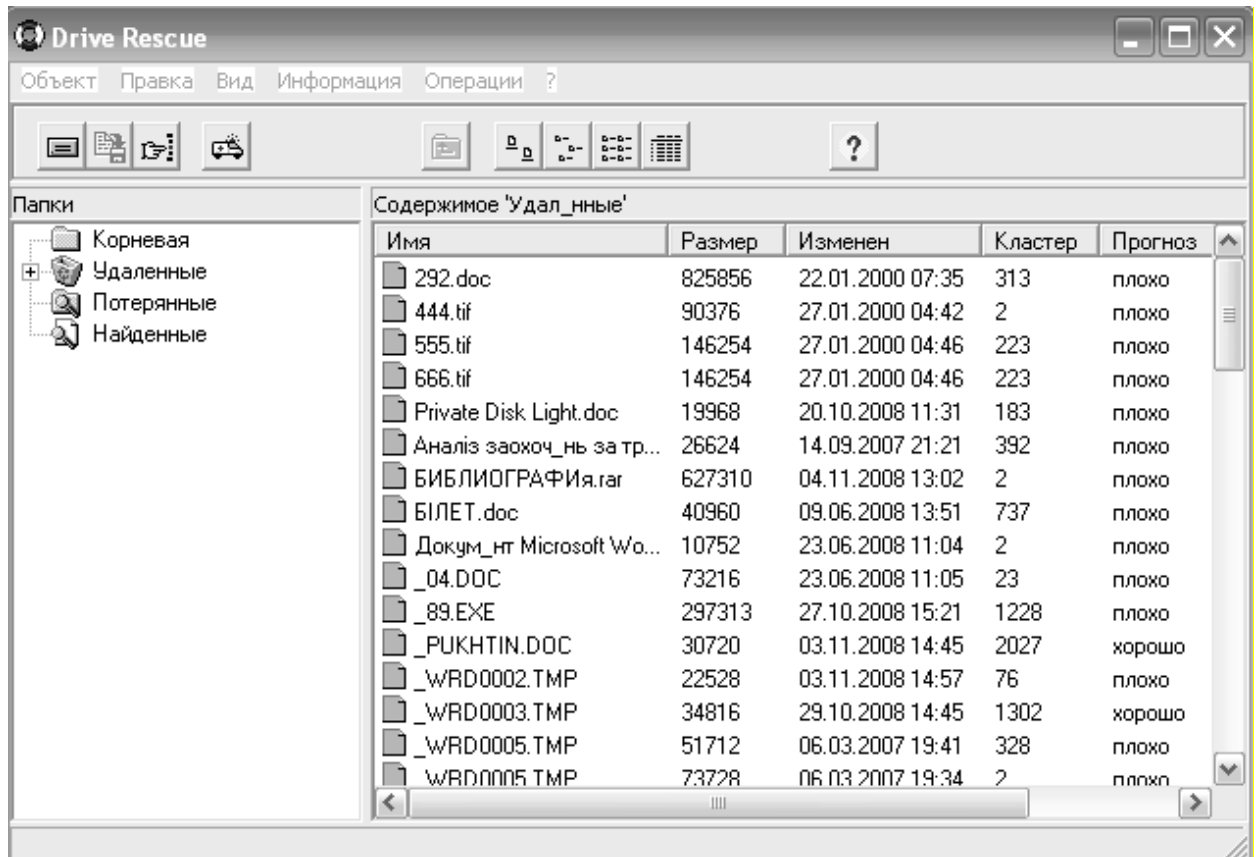 Drive Rescue
Объект Правка Вид Информация Операции ?
?
Папки
Корневая
Удаленные
Потерянные
Найденные
Содержимое 'Удал_нные'
Имя Размер Изменен Кластер Прогноз
292.doc 825856 22.01.2000 07:35 313 плохо
444.tif 90376 27.01.2000 04:42 2 плохо
555.tif 146254 27.01.2000 04:46 223 плохо
666.tif 146254 27.01.2000 04:46 223 плохо
Private Disk Light.doc 19968 20.10.2008 11:31 183 плохо
Аналіз заохоч_нь за тр... 26624 14.09.2007 21:21 392 плохо
БИБЛИОГРАФИя.rar 627310 04.11.2008 13:02 2 плохо
БІЛЕТ.doc 40960 09.06.2008 13:51 737 плохо
Докум_нт Microsoft Wo... 10752 23.06.2008 11:04 2 плохо
_04.DOC 73216 23.06.2008 11:05 23 плохо
_89.EXE 297313 27.10.2008 15:21 1228 плохо
_PUKHTIN.DOC 30720 03.11.2008 14:45 2027 хорошо
_WRD0002.TMP 22528 03.11.2008 14:57 76 плохо
_WRD0003.TMP 34816 29.10.2008 14:45 1302 хорошо
_WRD0005.TMP 51712 06.03.2007 19:41 328 плохо
_WRD0005.TMP 73728 06.03.2007 19:34 2 плохо